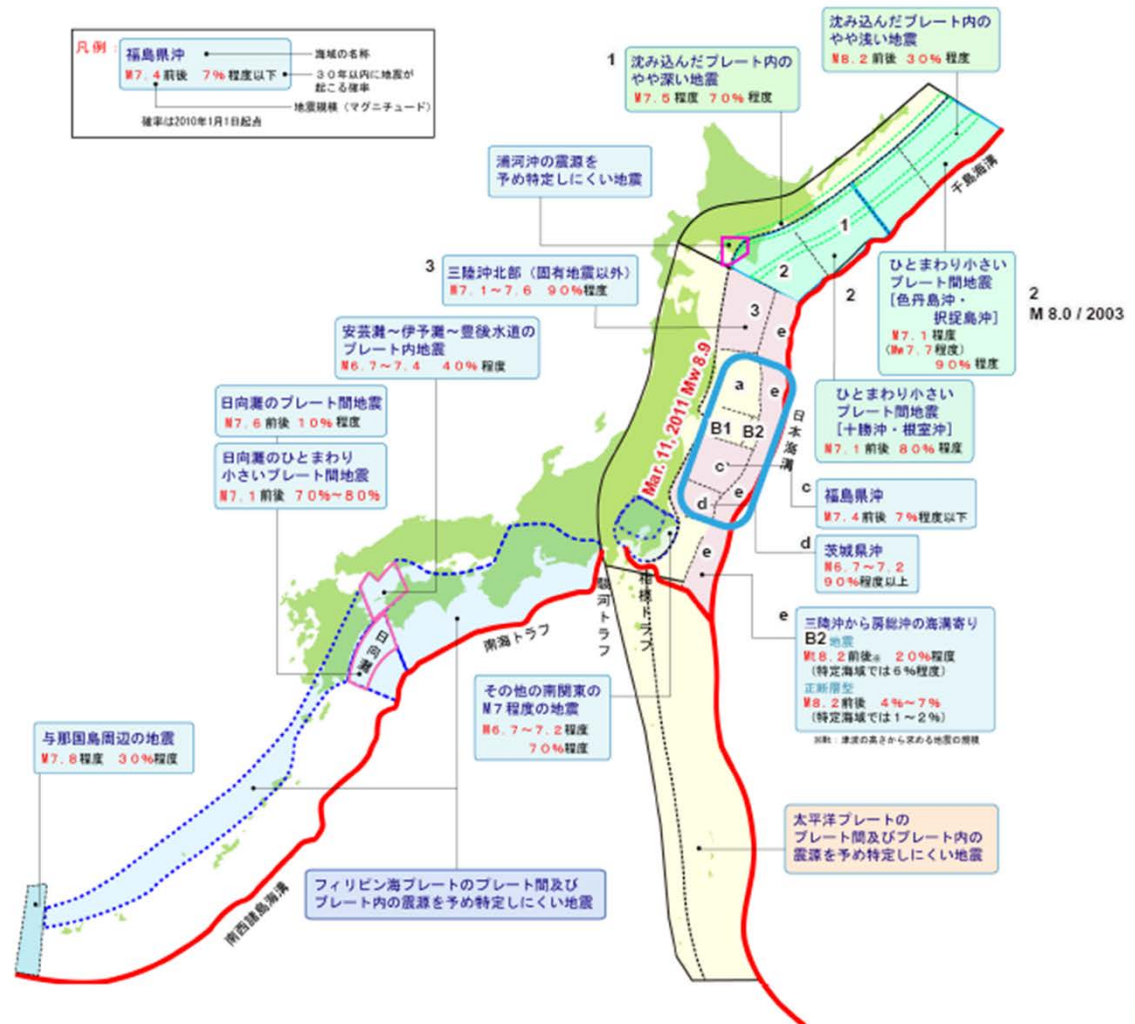 凡例:
福島県沖
M7.4前後 7%程度以下
海域の名称
30年以内に地震が
起こる確率
地震規模（マグニチュード）
確率は2010年1月1日起点
沈み込んだプレート内の
やや浅い地震
M8.2前後 30%程度
1
沈み込んだプレート内の
やや深い地震
M7.5程度 70%程度
浦河沖の震源を
予め特定しにくい地震
千島海溝
1
2
2
ひとまわり小さい
プレート間地震
[色丹島沖・
択捉島沖]
M7.1程度
(Mw7.7程度)
90%程度
2
M 8.0 / 2003
3
三陸沖北部（固有地震以外）
M7.1～7.6 90%程度
3
e
安芸灘～伊予灘～豊後水道の
プレート内地震
M6.7～7.4 40%程度
Mar. 11, 2011 Mw 8.9
a
e
B1
B2
c
d
e
e
日本海溝
ひとまわり小さい
プレート間地震
[十勝沖・根室沖]
M7.1前後 80%程度
日向灘のプレート間地震
M7.6前後 10%程度
日向灘のひとまわり
小さいプレート間地震
M7.1前後 70%～80%
c
福島県沖
M7.4前後 7%程度以下
d
茨城県沖
M6.7～7.2
90%程度以上
e
三陸沖から房総沖の海溝寄り
B2 地震
Mt8.2前後※ 20%程度
(特定海域では6%程度)
正断層型
M8.2前後 4%～7%
(特定海域では1～2%)
※Mt：津波の高さから求める地震の規模
日向灘
南海トラフ
駿河トラフ
相模トラフ
その他の南関東の
M7程度の地震
M6.7～7.2程度
70%程度
与那国島周辺の地震
M7.8程度 30%程度
太平洋プレートの
プレート間及びプレート内の
震源を予め特定しにくい地震
フィリピン海プレートのプレート間及び
プレート内の震源を予め特定しにくい地震
南西諸島海溝